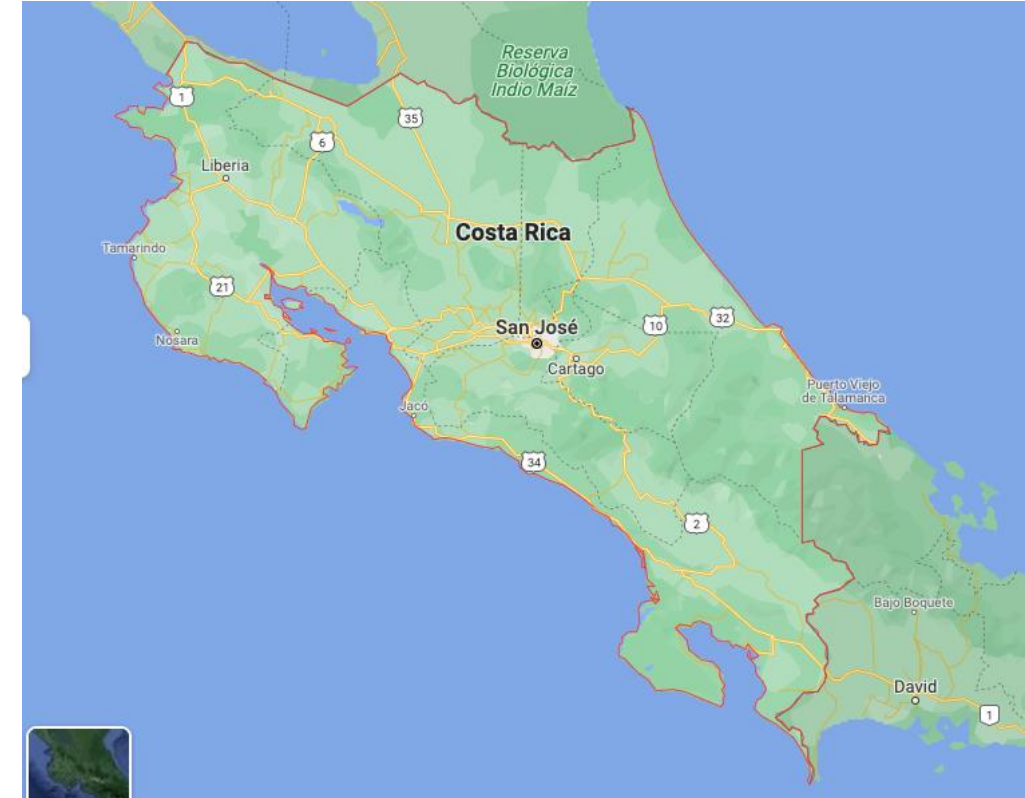 Reserva
Biológica
Indio Maíz
1
35
6
Liberia
Costa Rica
Tamarindo
21
San José
10
32
Nosara
Cartago
Puerto Viejo
de Talamanca
Jacó
34
2
Bajo Boquete
David
1